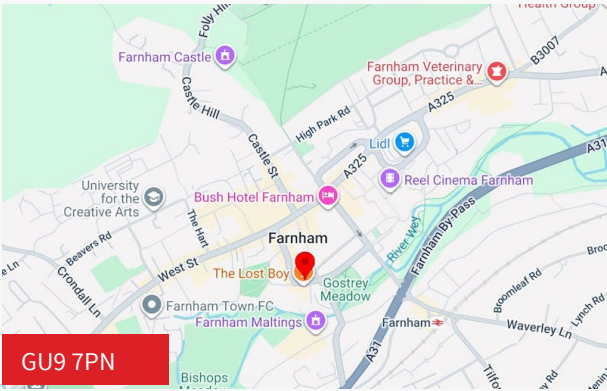 Health Group
Folly Hill
Farnham Castle
Farnham Veterinary
Group, Practice &...
B3007
A325
Castle Hill
High Park Rd
Castle St
Lidl
A325
A31
Reel Cinema Farnham
University
for the
Creative Arts
Bush Hotel Farnham
The Hart
Beavers Rd
Farnham
River Wey
Farnham By-Pass
West St
Crondall Ln
The Lost Boy
Gostrey
Meadow
Farnham Town FC
Farnham Maltings
Farnham
Broomleaf Rd
Lynch Rd
Waverley Ln
A31
GU9 7PN
Bishops
Meadow